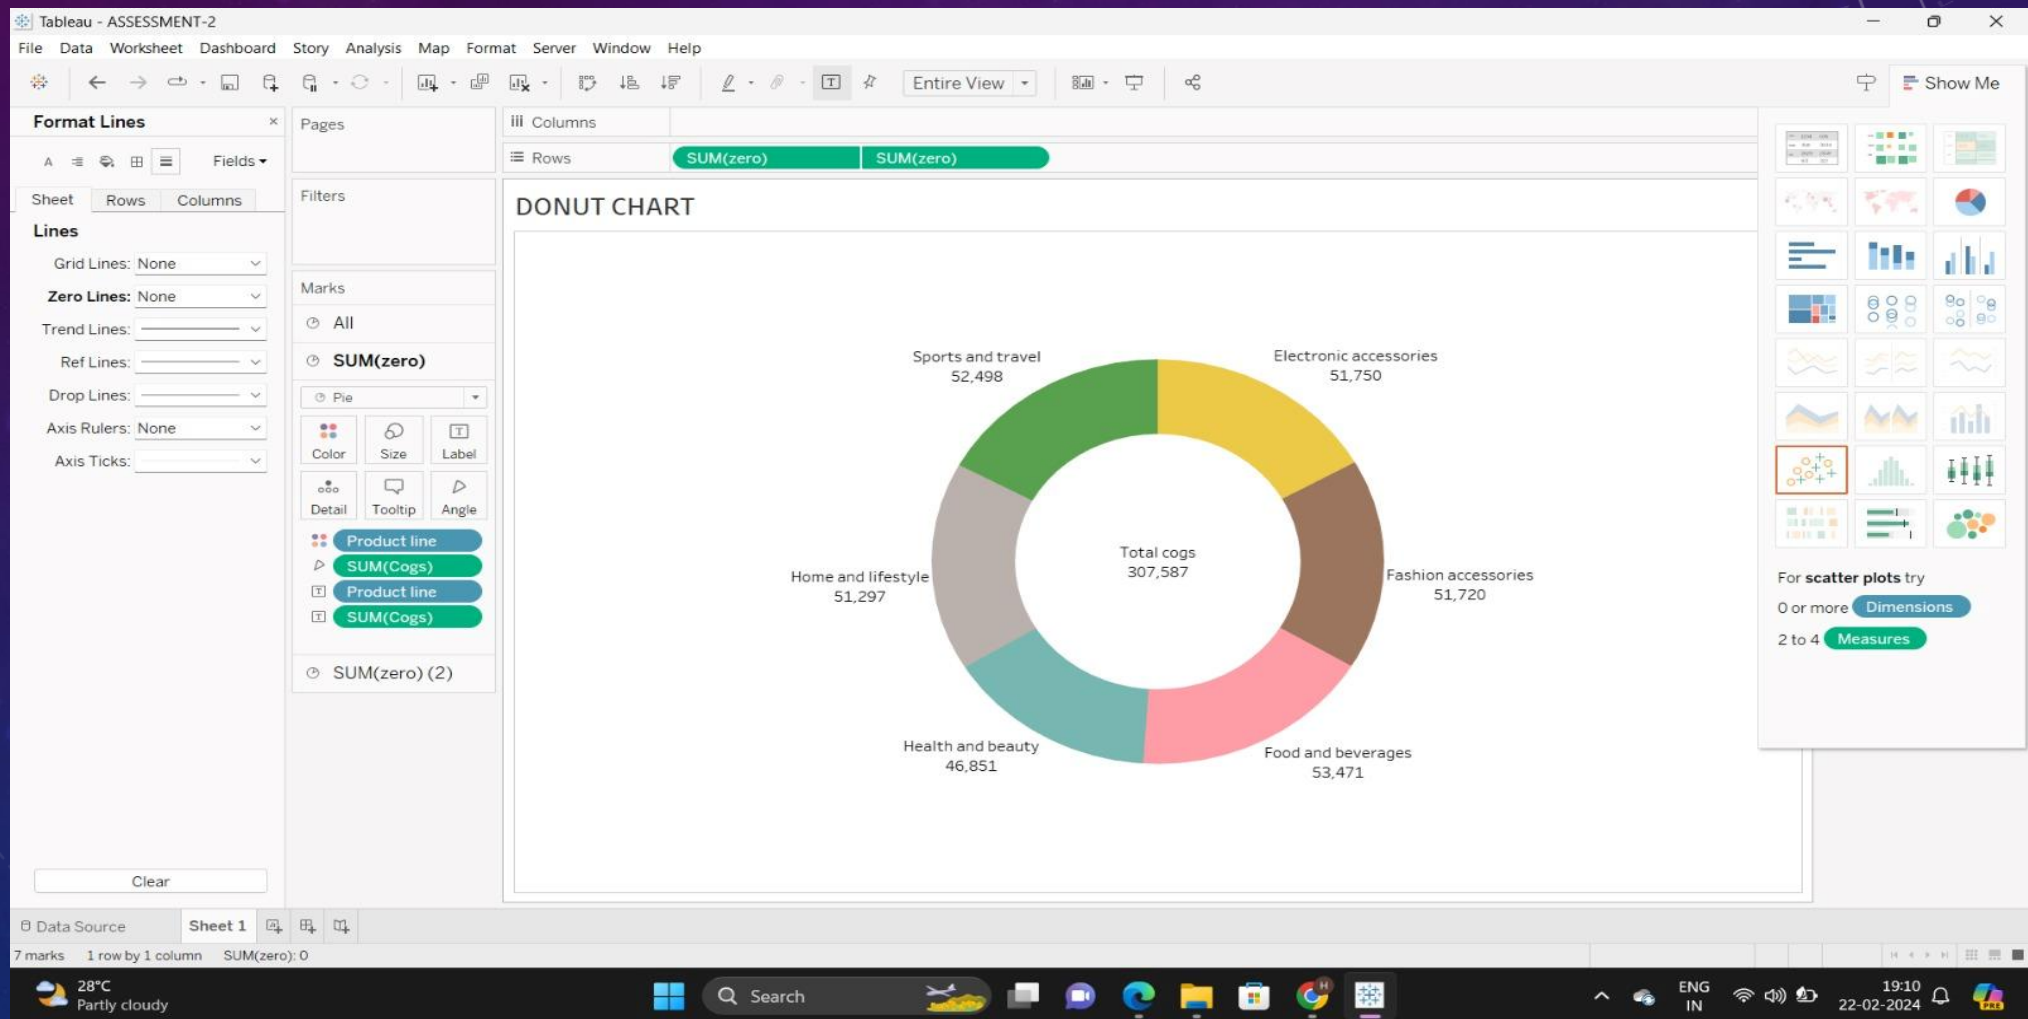 Tableau - ASSESSMENT-2
File Data Worksheet Dashboard Story Analysis Map Format Server Window Help
Entire View
Show Me
Format Lines
Fields
Sheet Rows Columns
Lines
Grid Lines: None
Zero Lines: None
Trend Lines:
Ref Lines:
Drop Lines:
Axis Rulers: None
Axis Ticks:
Clear
Pages
Filters
Marks
All
SUM(zero)
Pie
Color Size Label
Detail Tooltip Angle
Product line
SUM(Cogs)
Product line
SUM(Cogs)
SUM(zero) (2)
Columns
Rows SUM(zero) SUM(zero)
DONUT CHART
Sports and travel
52,498
Electronic accessories
51,750
Total cogs
307,587
Home and lifestyle
51,297
Fashion accessories
51,720
Health and beauty
46,851
Food and beverages
53,471
For scatter plots try
0 or more Dimensions
2 to 4 Measures
Data Source Sheet 1
7 marks 1 row by 1 column SUM(zero): 0
28°C
Partly cloudy
Search
ENG
IN
19:10
22-02-2024
PRE